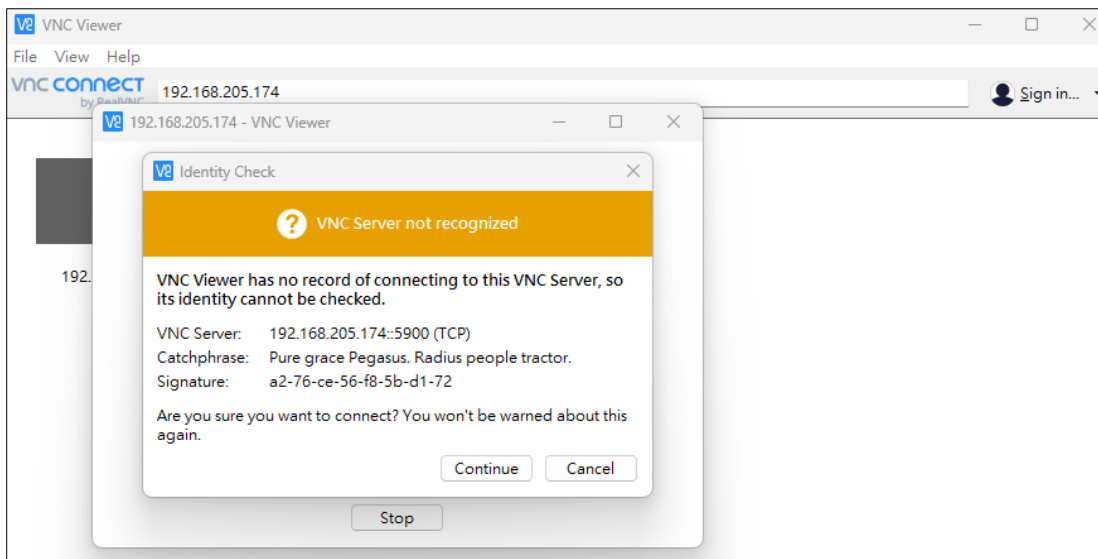 VNC Viewer
File View Help
vnc connect
by RealVNC
192.168.205.174
Sign in...
192.168.205.174 - VNC Viewer
Identity Check
VNC Server not recognized
192.
VNC Viewer has no record of connecting to this VNC Server, so
its identity cannot be checked.
VNC Server: 192.168.205.174::5900 (TCP)
Catchphrase: Pure grace Pegasus. Radius people tractor.
Signature: a2-76-ce-56-f8-5b-d1-72
Are you sure you want to connect? You won't be warned about this
again.
Continue Cancel
Stop